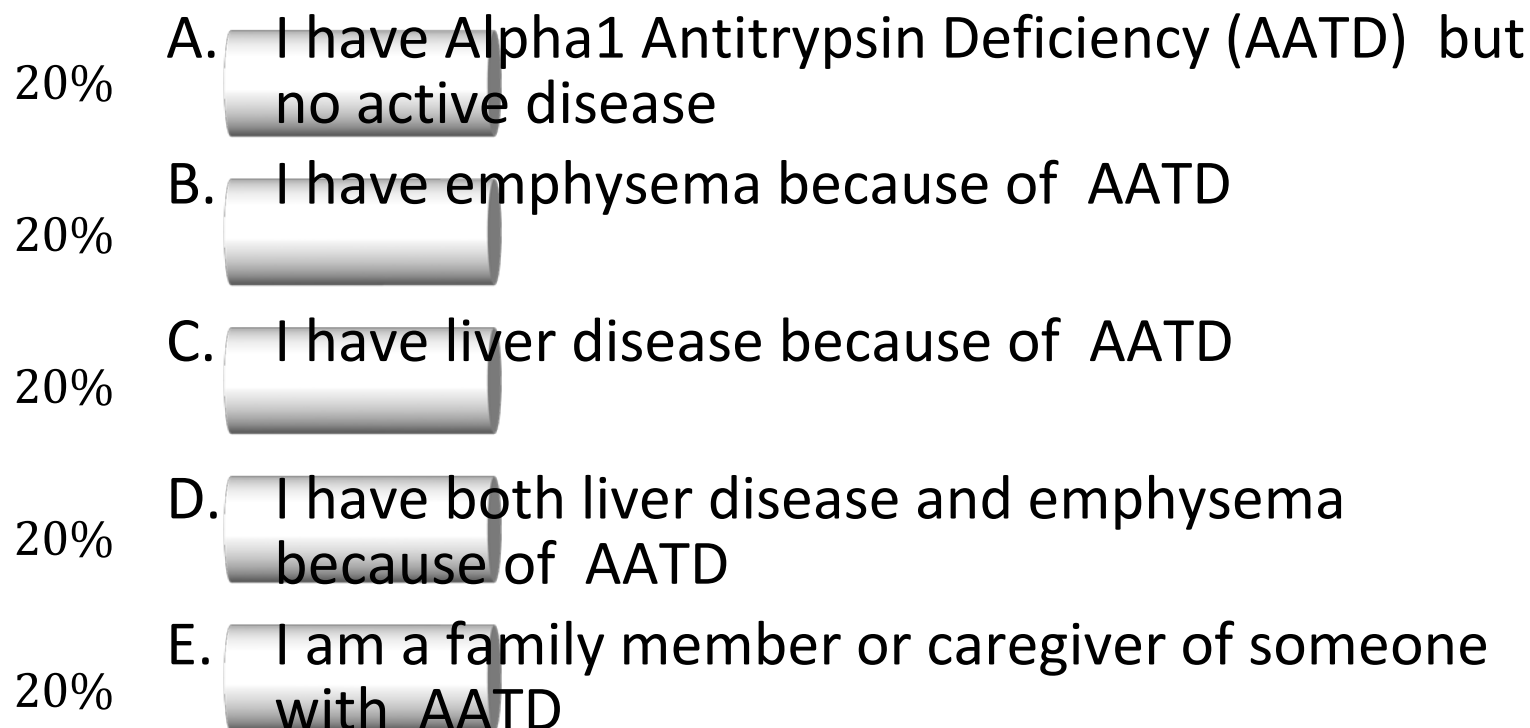 A. I have Alpha1 Antitrypsin Deficiency (AATD)  but
20%
no active disease
B. I have emphysema because of  AATD
20%
C. I have liver disease because of  AATD
20%
D. I have both liver disease and emphysema
20%
because of  AATD
E. I am a family member or caregiver of someone
20%
with  AATD